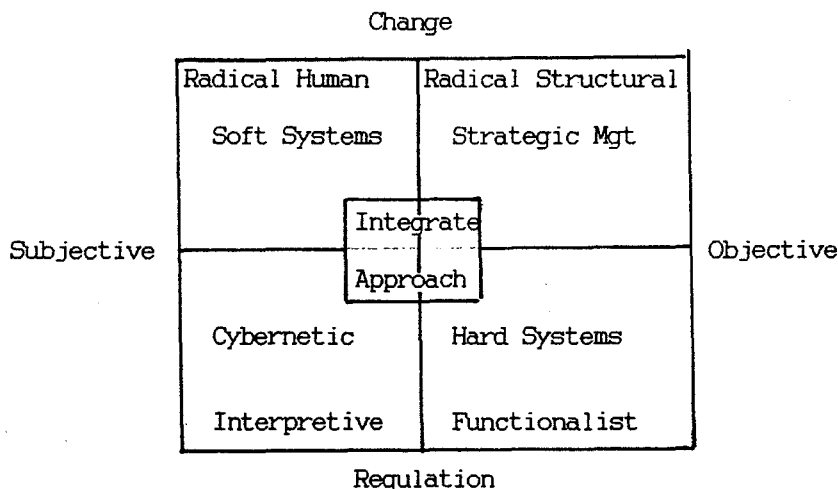 Change
Radical Human Radical Structural
Soft Systems Strategic Mgt
Integrate
Subjective Objective
Approach
Cybernetic Hard Systems
Interpretive Functionalist
Regulation